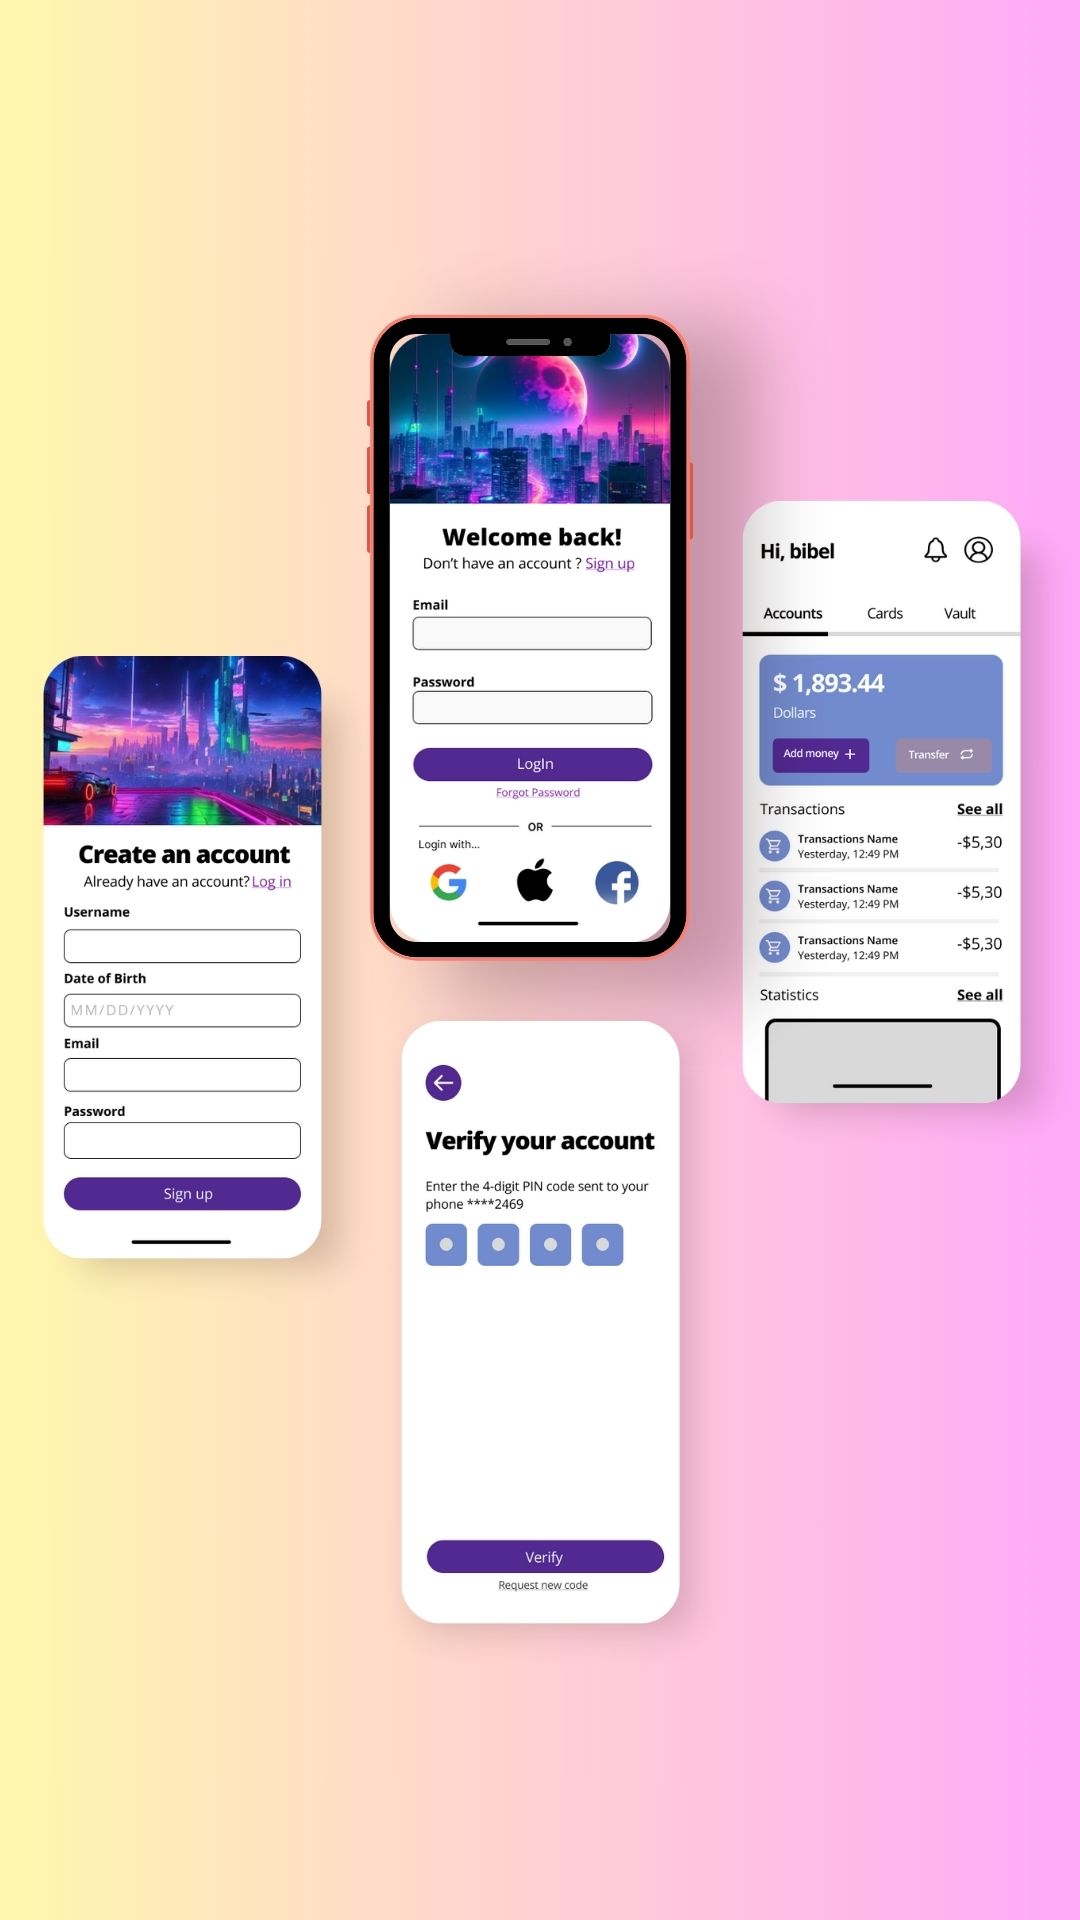 Welcome back!
Don't have an account ? Sign up
Email
Password
LogIn
Forgot Password
OR
Login with...
Hi, bibel
Accounts Cards Vault
$ 1,893.44
Dollars
Add money Transfer
Transactions See all
Transactions Name -$5,30
Yesterday, 12:49 PM
Transactions Name -$5,30
Yesterday, 12:49 PM
Transactions Name -$5,30
Yesterday, 12:49 PM
Statistics See all
Create an account
Already have an account? Log in
Username
Date of Birth
MM/DD/YYYY
Email
Password
Sign up
Verify your account
Enter the 4-digit PIN code sent to your
phone ****2469
Verify
Request new code